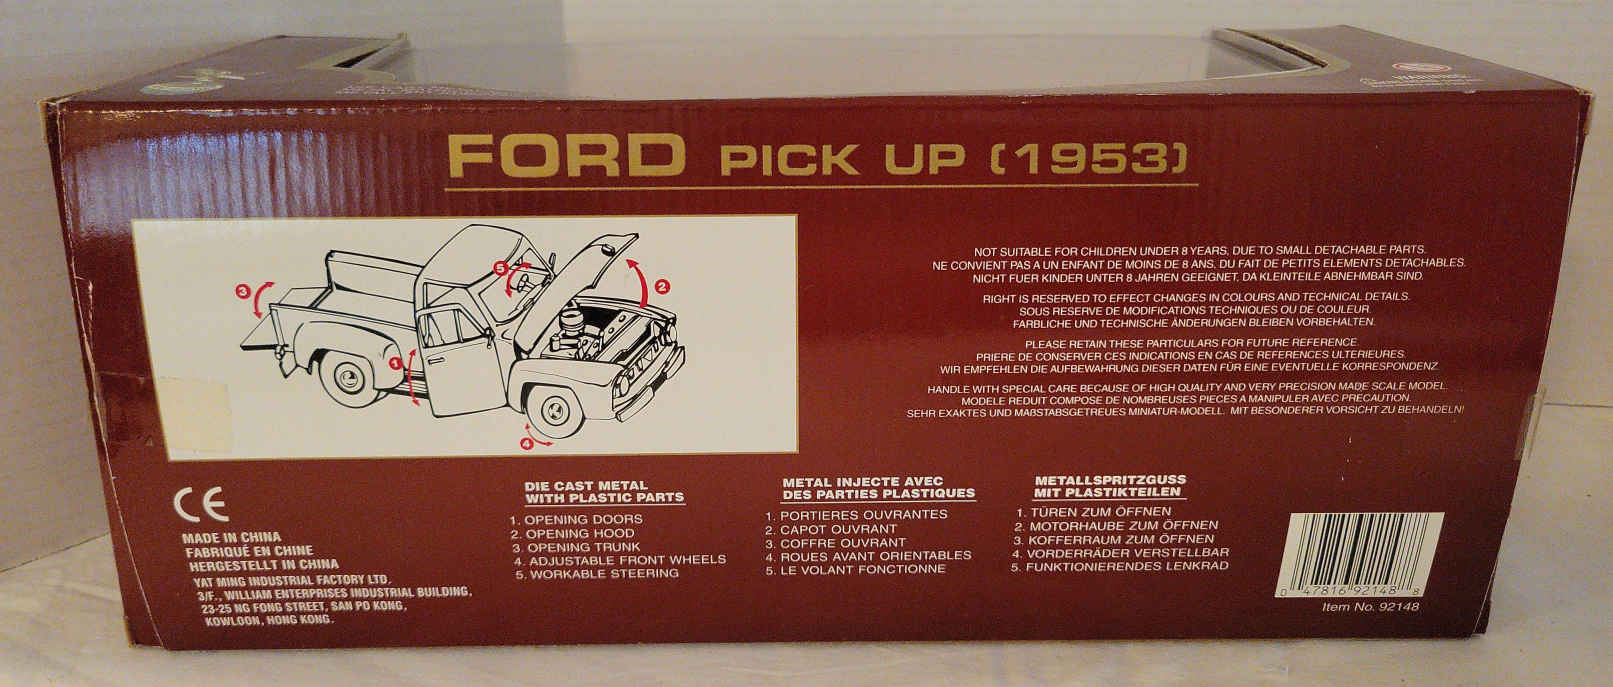 WARNING:
FORD PICK UP (1953)
3
5
2
1
4
NOT SUITABLE FOR CHILDREN UNDER 8 YEARS, DUE TO SMALL DETACHABLE PARTS.
NE CONVIENT PAS A UN ENFANT DE MOINS DE 8 ANS, DU FAIT DE PETITS ELEMENTS DETACHABLES.
NICHT FUER KINDER UNTER 8 JAHREN GEEIGNET, DA KLEINTEILE ABNEHMBAR SIND.
RIGHT IS RESERVED TO EFFECT CHANGES IN COLOURS AND TECHNICAL DETAILS.
SOUS RESERVE DE MODIFICATIONS TECHNIQUES OU DE COULEUR.
FARBLICHE UND TECHNISCHE ÄNDERUNGEN BLEIBEN VORBEHALTEN.
PLEASE RETAIN THESE PARTICULARS FOR FUTURE REFERENCE.
PRIERE DE CONSERVER CES INDICATIONS EN CAS DE REFERENCES ULTERIEURES.
WIR EMPFEHLEN DIE AUFBEWAHRUNG DIESER DATEN FÜR EINE EVENTUELLE KORRESPONDENZ.
HANDLE WITH SPECIAL CARE BECAUSE OF HIGH QUALITY AND VERY PRECISION MADE SCALE MODEL.
MODELE REDUIT COMPOSE DE NOMBREUSES PIECES A MANIPULER AVEC PRECAUTION.
SEHR EXAKTES UND MAßSTABSGETREUES MINIATUR-MODELL. MIT BESONDERER VORSICHT ZU BEHANDELN!
CE
MADE IN CHINA
FABRIQUÉ EN CHINE
HERGESTELLT IN CHINA
YAT MING INDUSTRIAL FACTORY LTD.
3/F., WILLIAM ENTERPRISES INDUSTRIAL BUILDING,
23-25 NG FONG STREET, SAN PO KONG,
KOWLOON, HONG KONG.
DIE CAST METAL
WITH PLASTIC PARTS
1. OPENING DOORS
2. OPENING HOOD
3. OPENING TRUNK
4. ADJUSTABLE FRONT WHEELS
5. WORKABLE STEERING
METAL INJECTE AVEC
DES PARTIES PLASTIQUES
1. PORTIERES OUVRANTES
2. CAPOT OUVRANT
3. COFFRE OUVRANT
4. ROUES AVANT ORIENTABLES
5. LE VOLANT FONCTIONNE
METALLSPRITZGUSS
MIT PLASTIKTEILEN
1. TÜREN ZUM ÖFFNEN
2. MOTORHAUBE ZUM ÖFFNEN
3. KOFFERRAUM ZUM ÖFFNEN
4. VORDERRÄDER VERSTELLBAR
5. FUNKTIONIERENDES LENKRAD
0 47816 92148 8
Item No. 92148